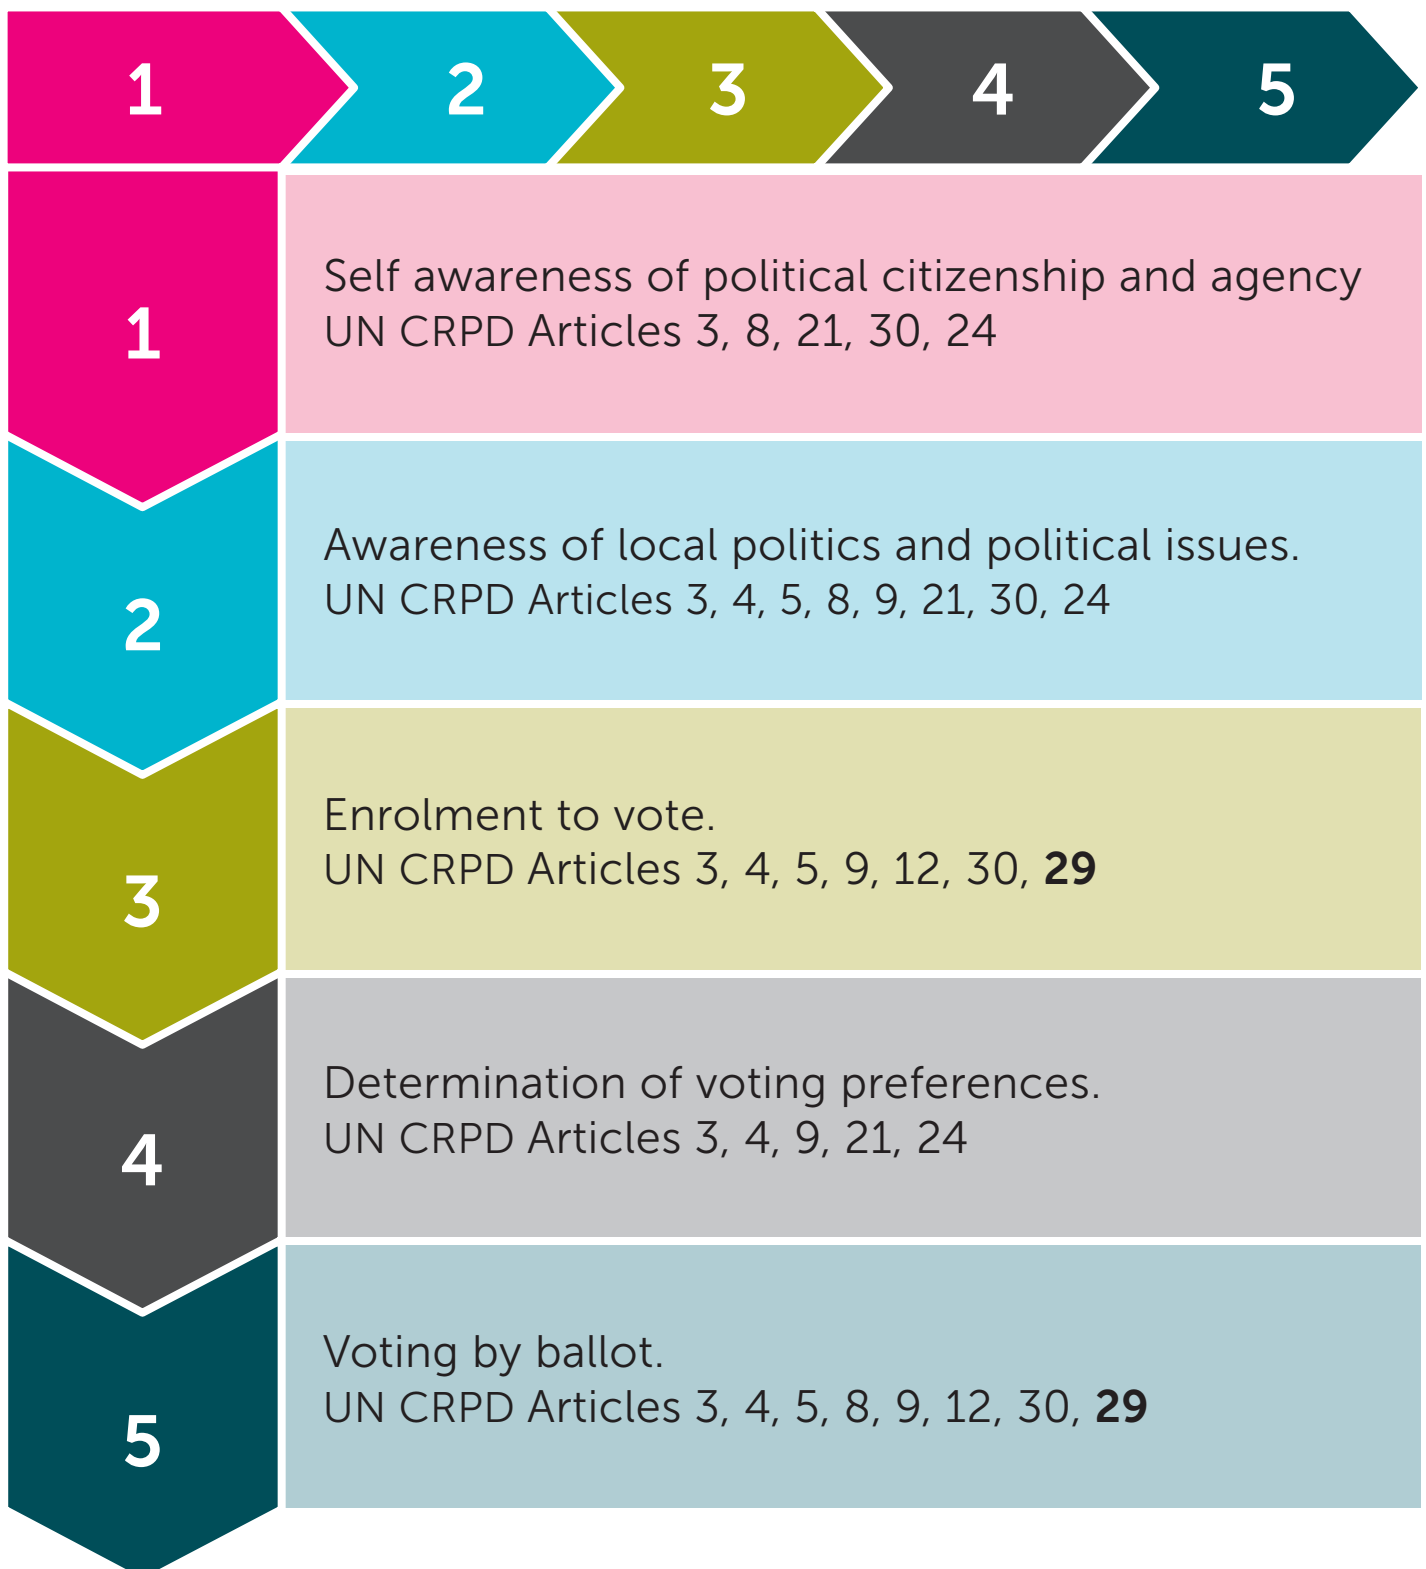 1 2 3 4 5
1
Self awareness of political citizenship and agency
UN CRPD Articles 3, 8, 21, 30, 24
2
Awareness of local politics and political issues.
UN CRPD Articles 3, 4, 5, 8, 9, 21, 30, 24
3
Enrolment to vote.
UN CRPD Articles 3, 4, 5, 9, 12, 30, 29
4
Determination of voting preferences.
UN CRPD Articles 3, 4, 9, 21, 24
5
Voting by ballot.
UN CRPD Articles 3, 4, 5, 8, 9, 12, 30, 29